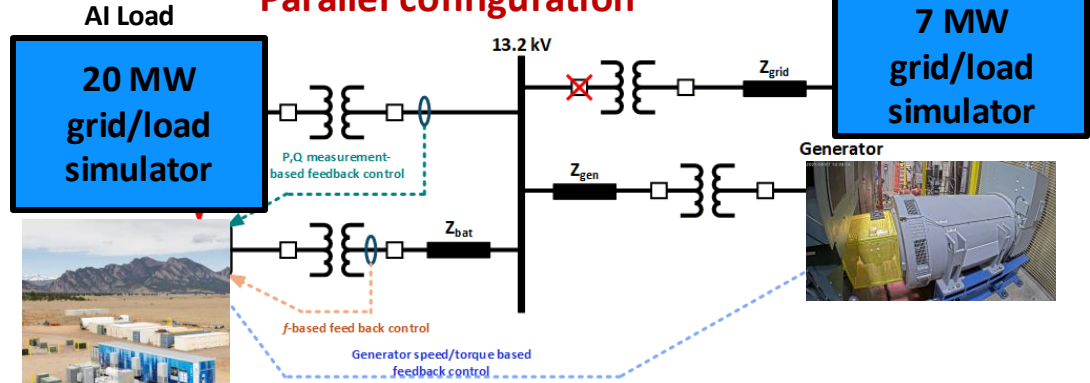 Parallel configuration
AI Load
20 MW
grid/load
simulator
13.2 kV
Zgrid
7 MW
grid/load
simulator
P,Q measurement-
based feedback control
Zgen
Generator
Zbat
f-based feed back control
Generator speed/torque based
feedback control